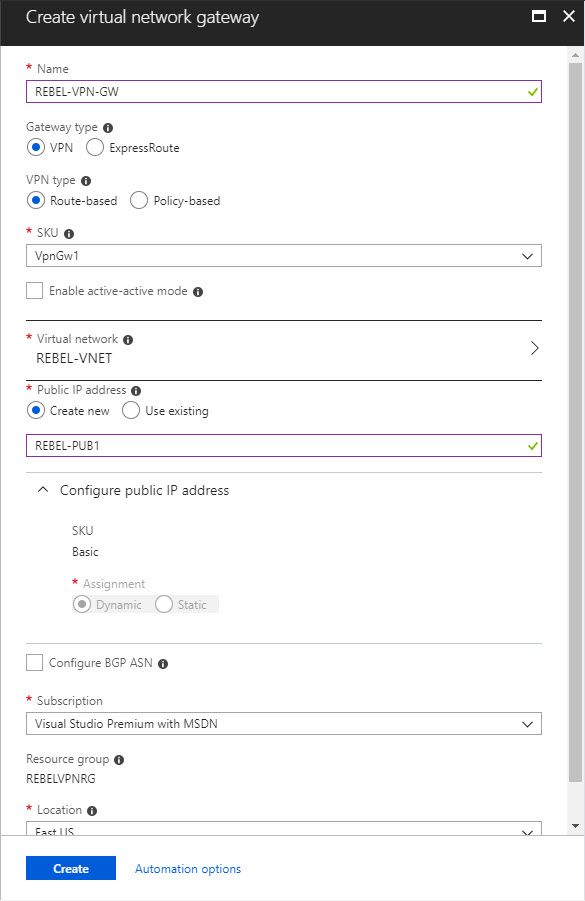 Create virtual network gateway
* Name
REBEL-VPN-GW
Gateway type
VPN ExpressRoute
VPN type
Route-based Policy-based
* SKU
VpnGw1
Enable active-active mode
* Virtual network
REBEL-VNET
* Public IP address
Create new Use existing
REBEL-PUB1
Configure public IP address
SKU
Basic
* Assignment
Dynamic Static
Configure BGP ASN
* Subscription
Visual Studio Premium with MSDN
Resource group
REBELVPNRG
* Location
East US
Create Automation options